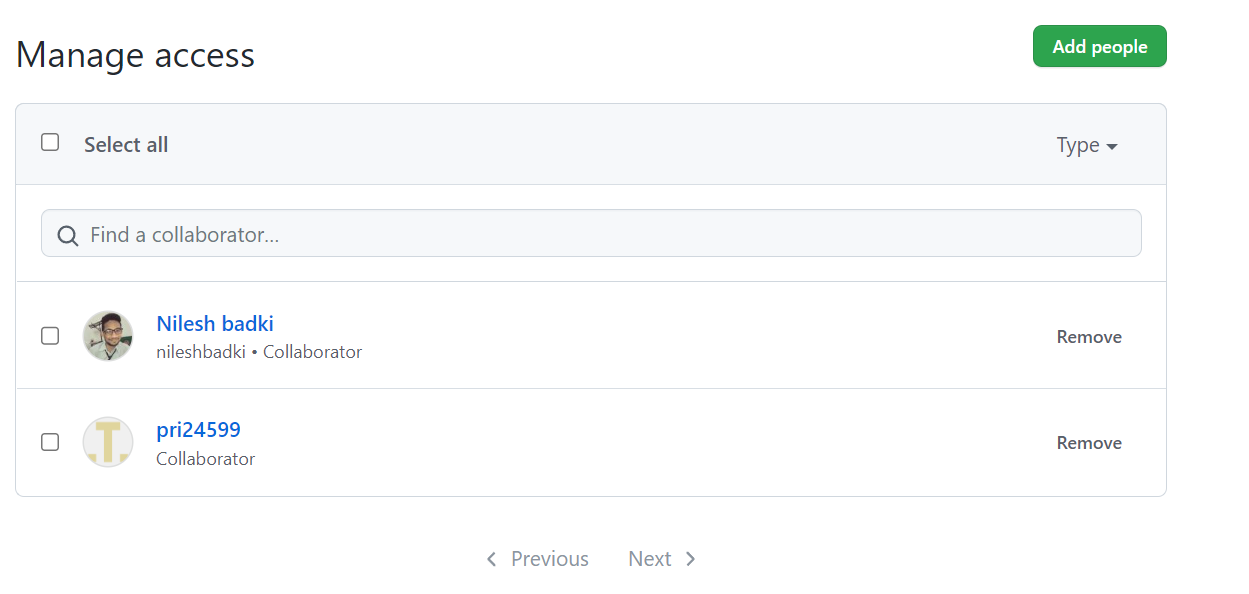 Manage access
Add people
Select all
Type
Find a collaborator...
Nilesh badki
nileshbadki • Collaborator
Remove
pri24599
Collaborator
Remove
Previous
Next